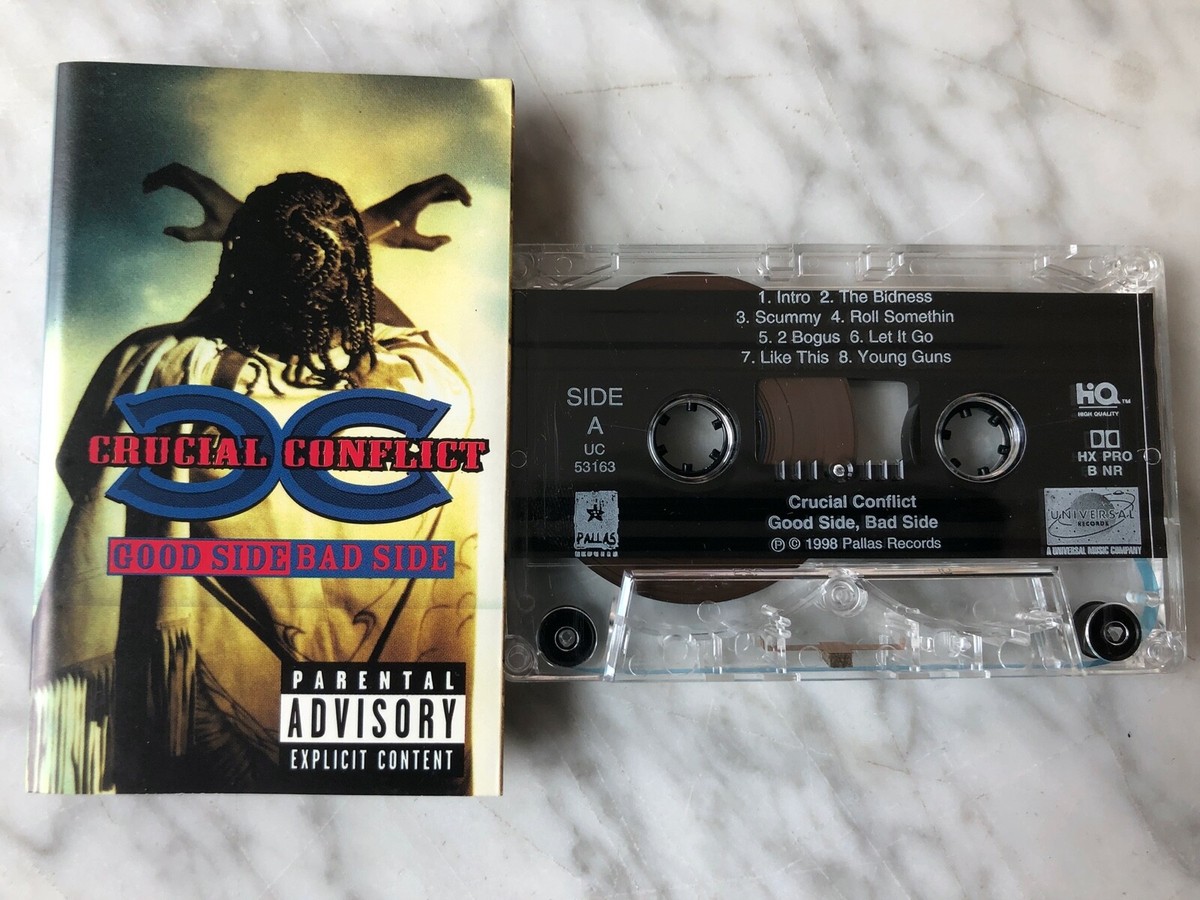 CRUCIAL CONFLICT
GOOD SIDE BAD SIDE
PARENTAL
ADVISORY
EXPLICIT CONTENT
1. Intro 2. The Bidness
3. Scummy 4. Roll Somethin
5. 2 Bogus 6. Let It Go
7. Like This 8. Young Guns
SIDE
A
UC
53163
PALLAS
RECORDS
HiQ™
HIGH QUALITY
HX PRO
B NR
Crucial Conflict
Good Side, Bad Side
℗ © 1998 Pallas Records
UNIVERSAL
RECORDS
A UNIVERSAL MUSIC COMPANY